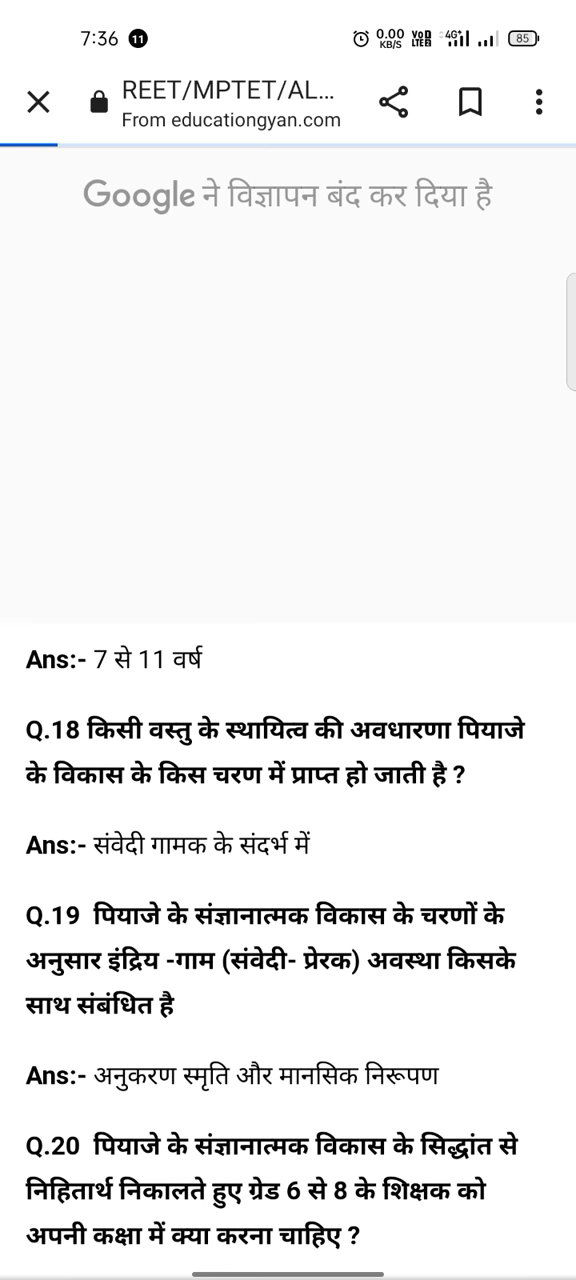 7:36 11 0.00 KB/S VoD LTE2 4G+ 85
REET/MPTET/AL...
From educationgyan.com
Google ने विज्ञापन बंद कर दिया है
Ans:- 7 से 11 वर्ष
Q.18 किसी वस्तु के स्थायित्व की अवधारणा पियाजे
के विकास के किस चरण में प्राप्त हो जाती है ?
Ans:- संवेदी गामक के संदर्भ में
Q.19 पियाजे के संज्ञानात्मक विकास के चरणों के
अनुसार इंद्रिय -गाम (संवेदी- प्रेरक) अवस्था किसके
साथ संबंधित है
Ans:- अनुकरण स्मृति और मानसिक निरूपण
Q.20 पियाजे के संज्ञानात्मक विकास के सिद्धांत से
निहितार्थ निकालते हुए ग्रेड 6 से 8 के शिक्षक को
अपनी कक्षा में क्या करना चाहिए ?